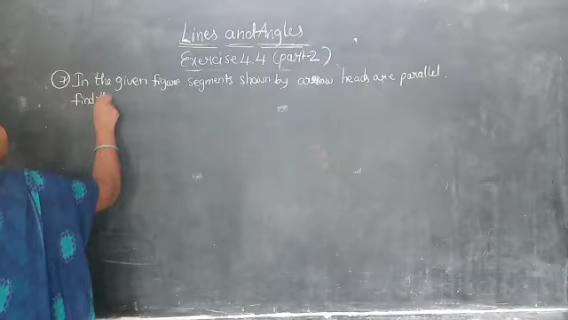 Lines and Angles
Exercise 4.4 (part-2)
7 In the given figure segments shown by arrow heads are parallel.
find